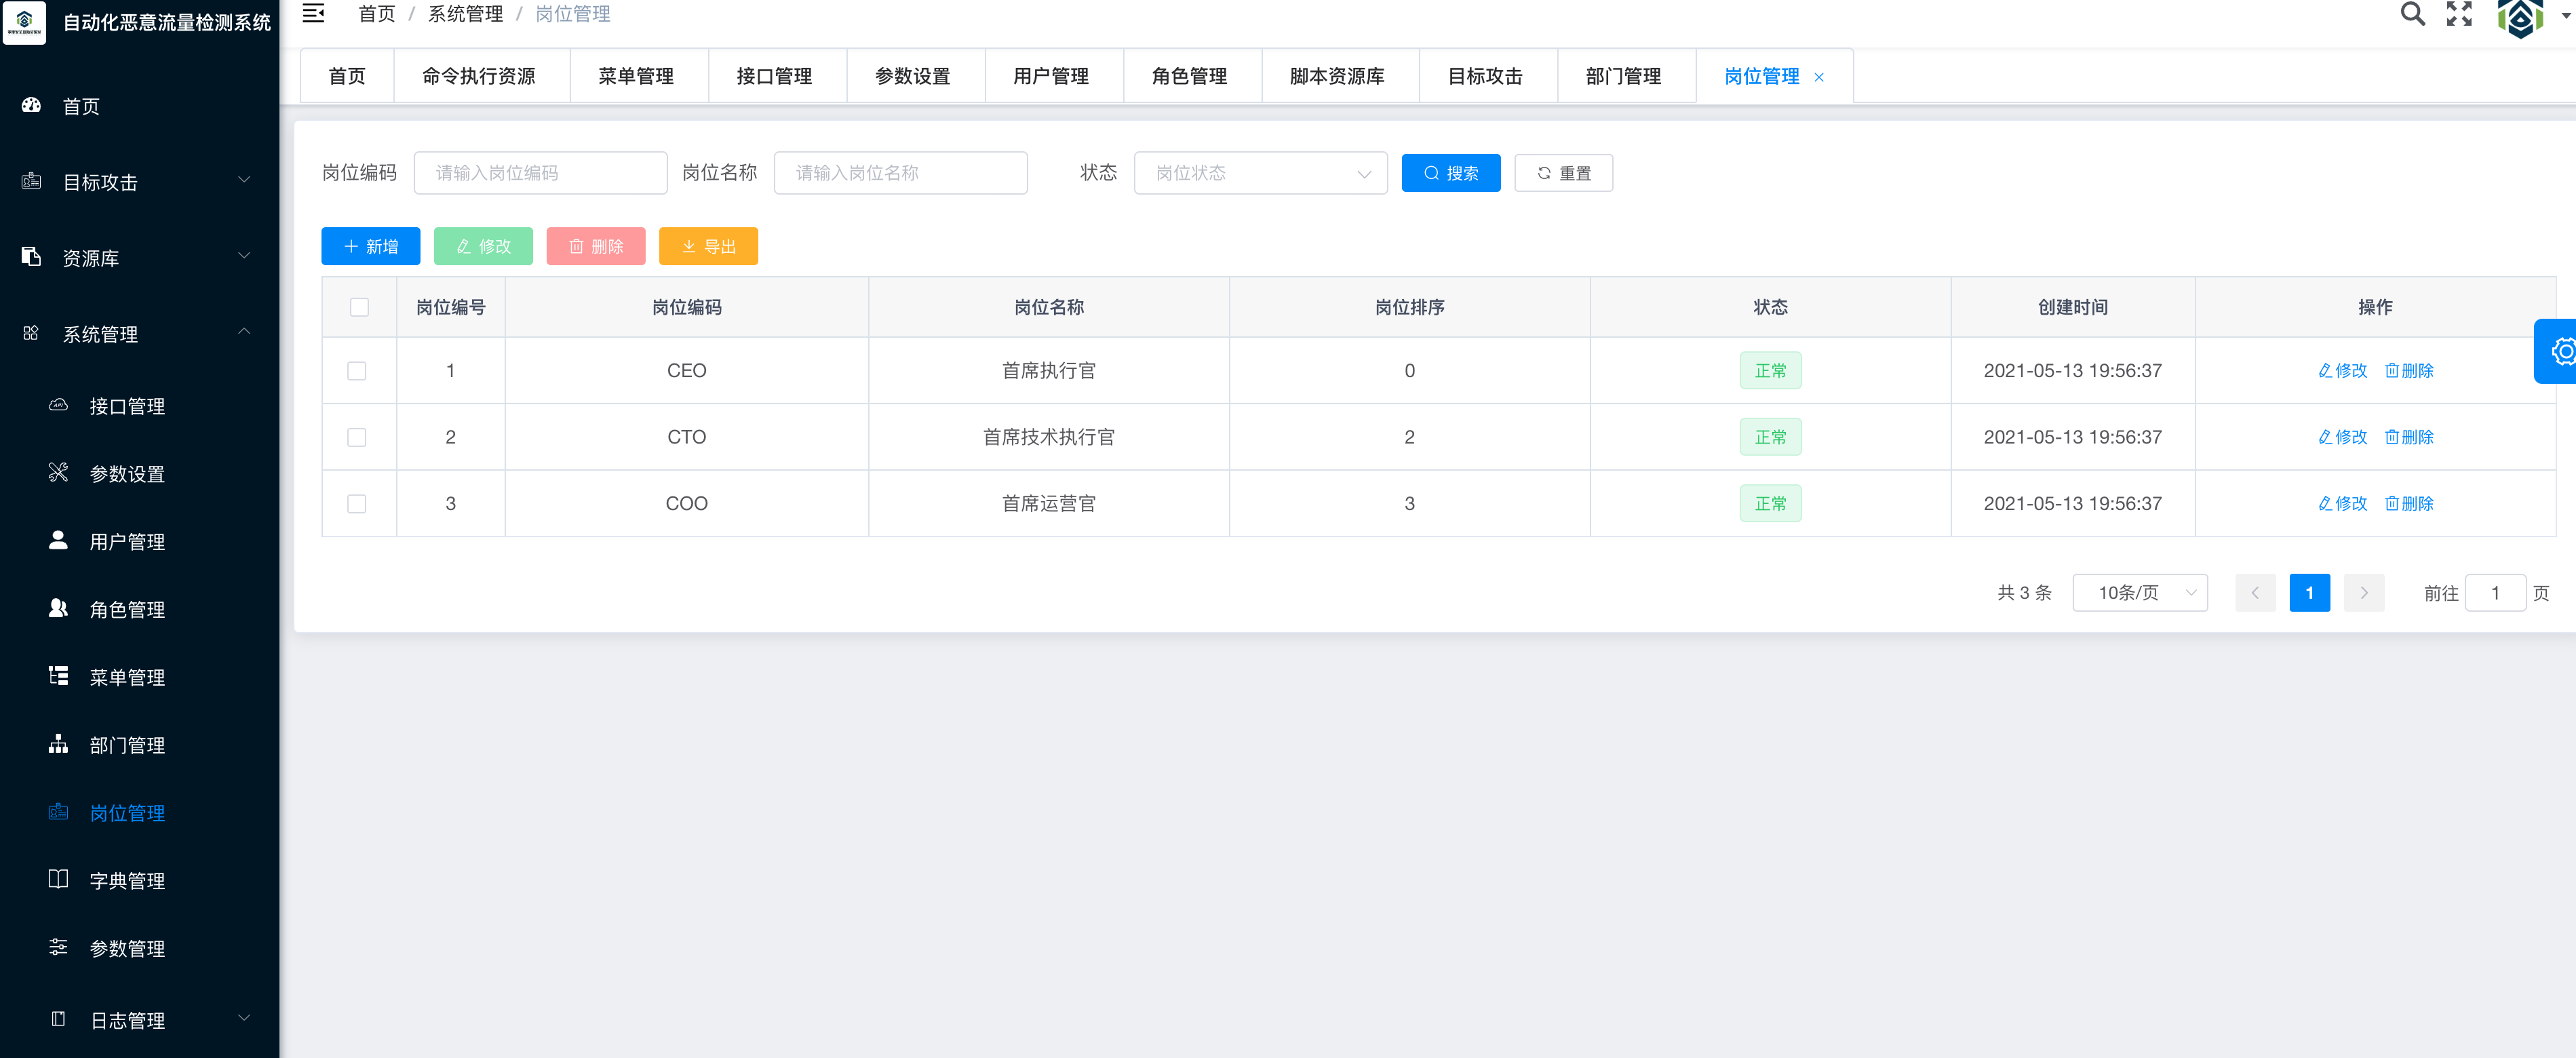 自动化恶意流量检测系统
首页
目标攻击
资源库
系统管理
接口管理
参数设置
用户管理
角色管理
菜单管理
部门管理
岗位管理
字典管理
参数管理
日志管理
首页 / 系统管理 / 岗位管理
首页 命令执行资源 菜单管理 接口管理 参数设置 用户管理 角色管理 脚本资源库 目标攻击 部门管理 岗位管理 ×
岗位编码 请输入岗位编码 岗位名称 请输入岗位名称 状态 岗位状态 搜索 重置
新增 修改 删除 导出
岗位编号 岗位编码 岗位名称 岗位排序 状态 创建时间 操作
1 CEO 首席执行官 0 正常 2021-05-13 19:56:37 修改 删除
2 CTO 首席技术执行官 2 正常 2021-05-13 19:56:37 修改 删除
3 COO 首席运营官 3 正常 2021-05-13 19:56:37 修改 删除
共 3 条 10条/页 1 前往 1 页